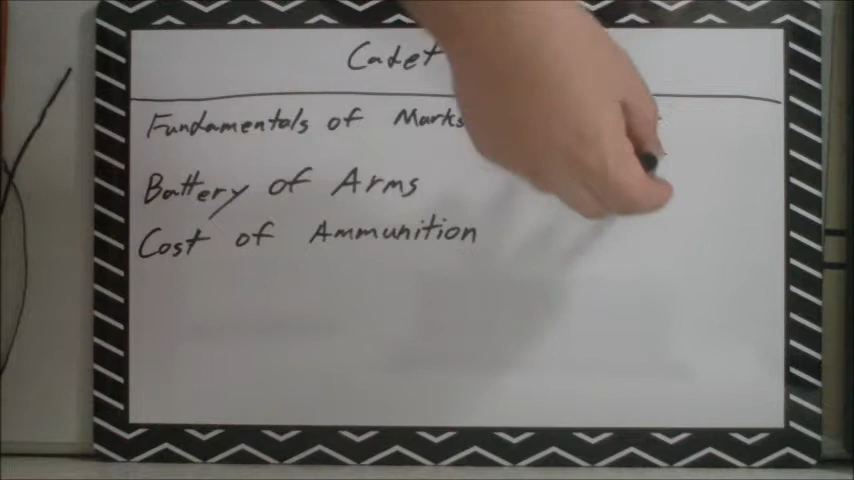 Cadet
Fundamentals of Marks
Battery of Arms
Cost of Ammunition